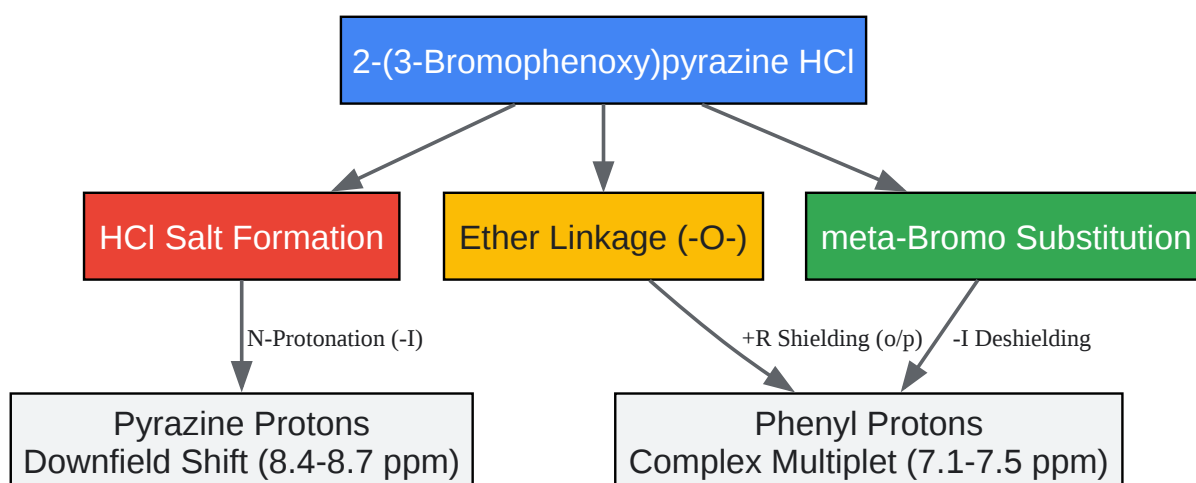 2-(3-Bromophenoxy)pyrazine HCl
HCl Salt Formation
Ether Linkage (-O-)
meta-Bromo Substitution
N-Protonation (-I)
+R Shielding (o/p)
-I Deshielding
Pyrazine Protons
Downfield Shift (8.4-8.7 ppm)
Phenyl Protons
Complex Multiplet (7.1-7.5 ppm)